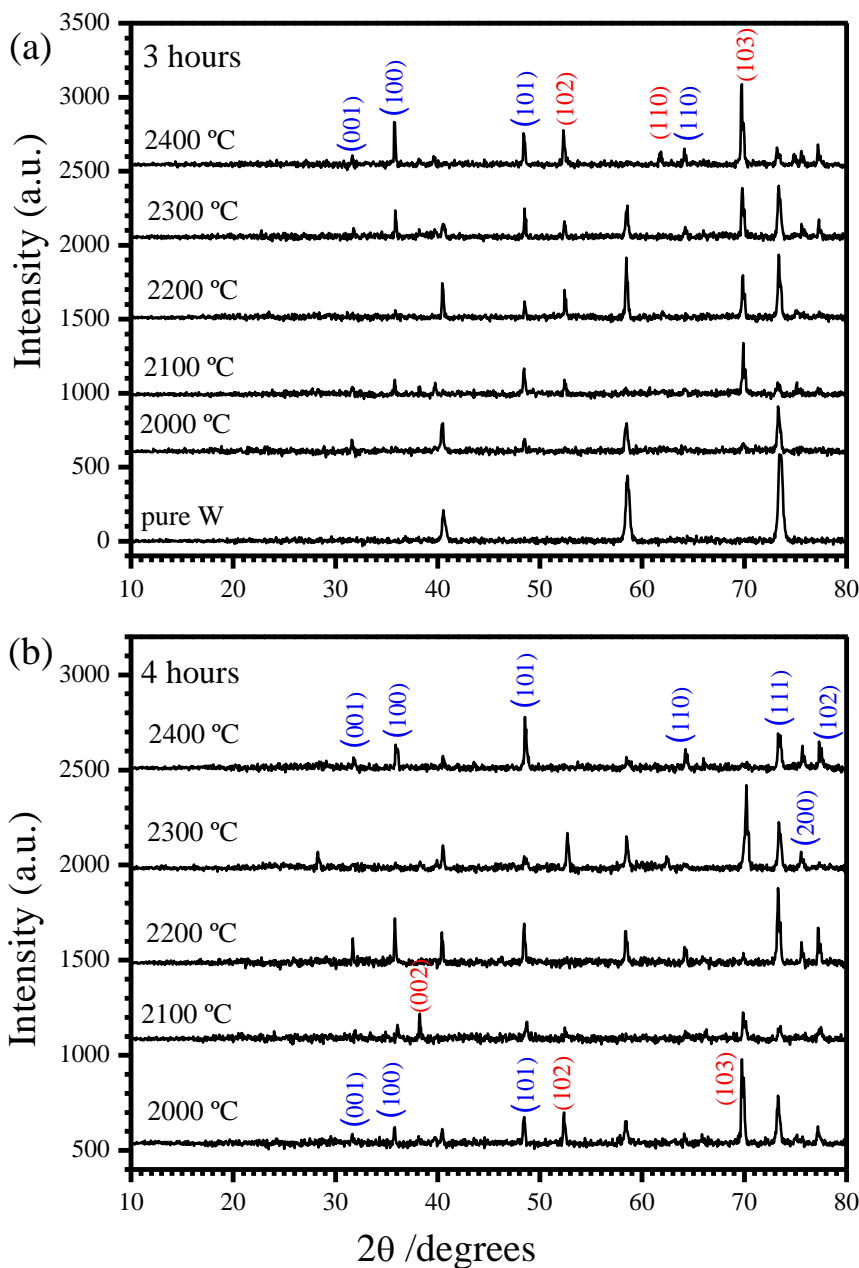 (a)
3 hours
Intensity (a.u.)
3500
3000
2500
2000
1500
1000
500
0
2400 ºC
2300 ºC
2200 ºC
2100 ºC
2000 ºC
pure W
(001)
(100)
(101)
(102)
(110)
(110)
(103)
10 20 30 40 50 60 70 80
(b)
4 hours
Intensity (a.u.)
3000
2500
2000
1500
1000
500
2400 ºC
2300 ºC
2200 ºC
2100 ºC
2000 ºC
(001)
(100)
(101)
(110)
(111)
(102)
(200)
(002)
(001)
(100)
(101)
(102)
(103)
10 20 30 40 50 60 70 80
2θ /degrees